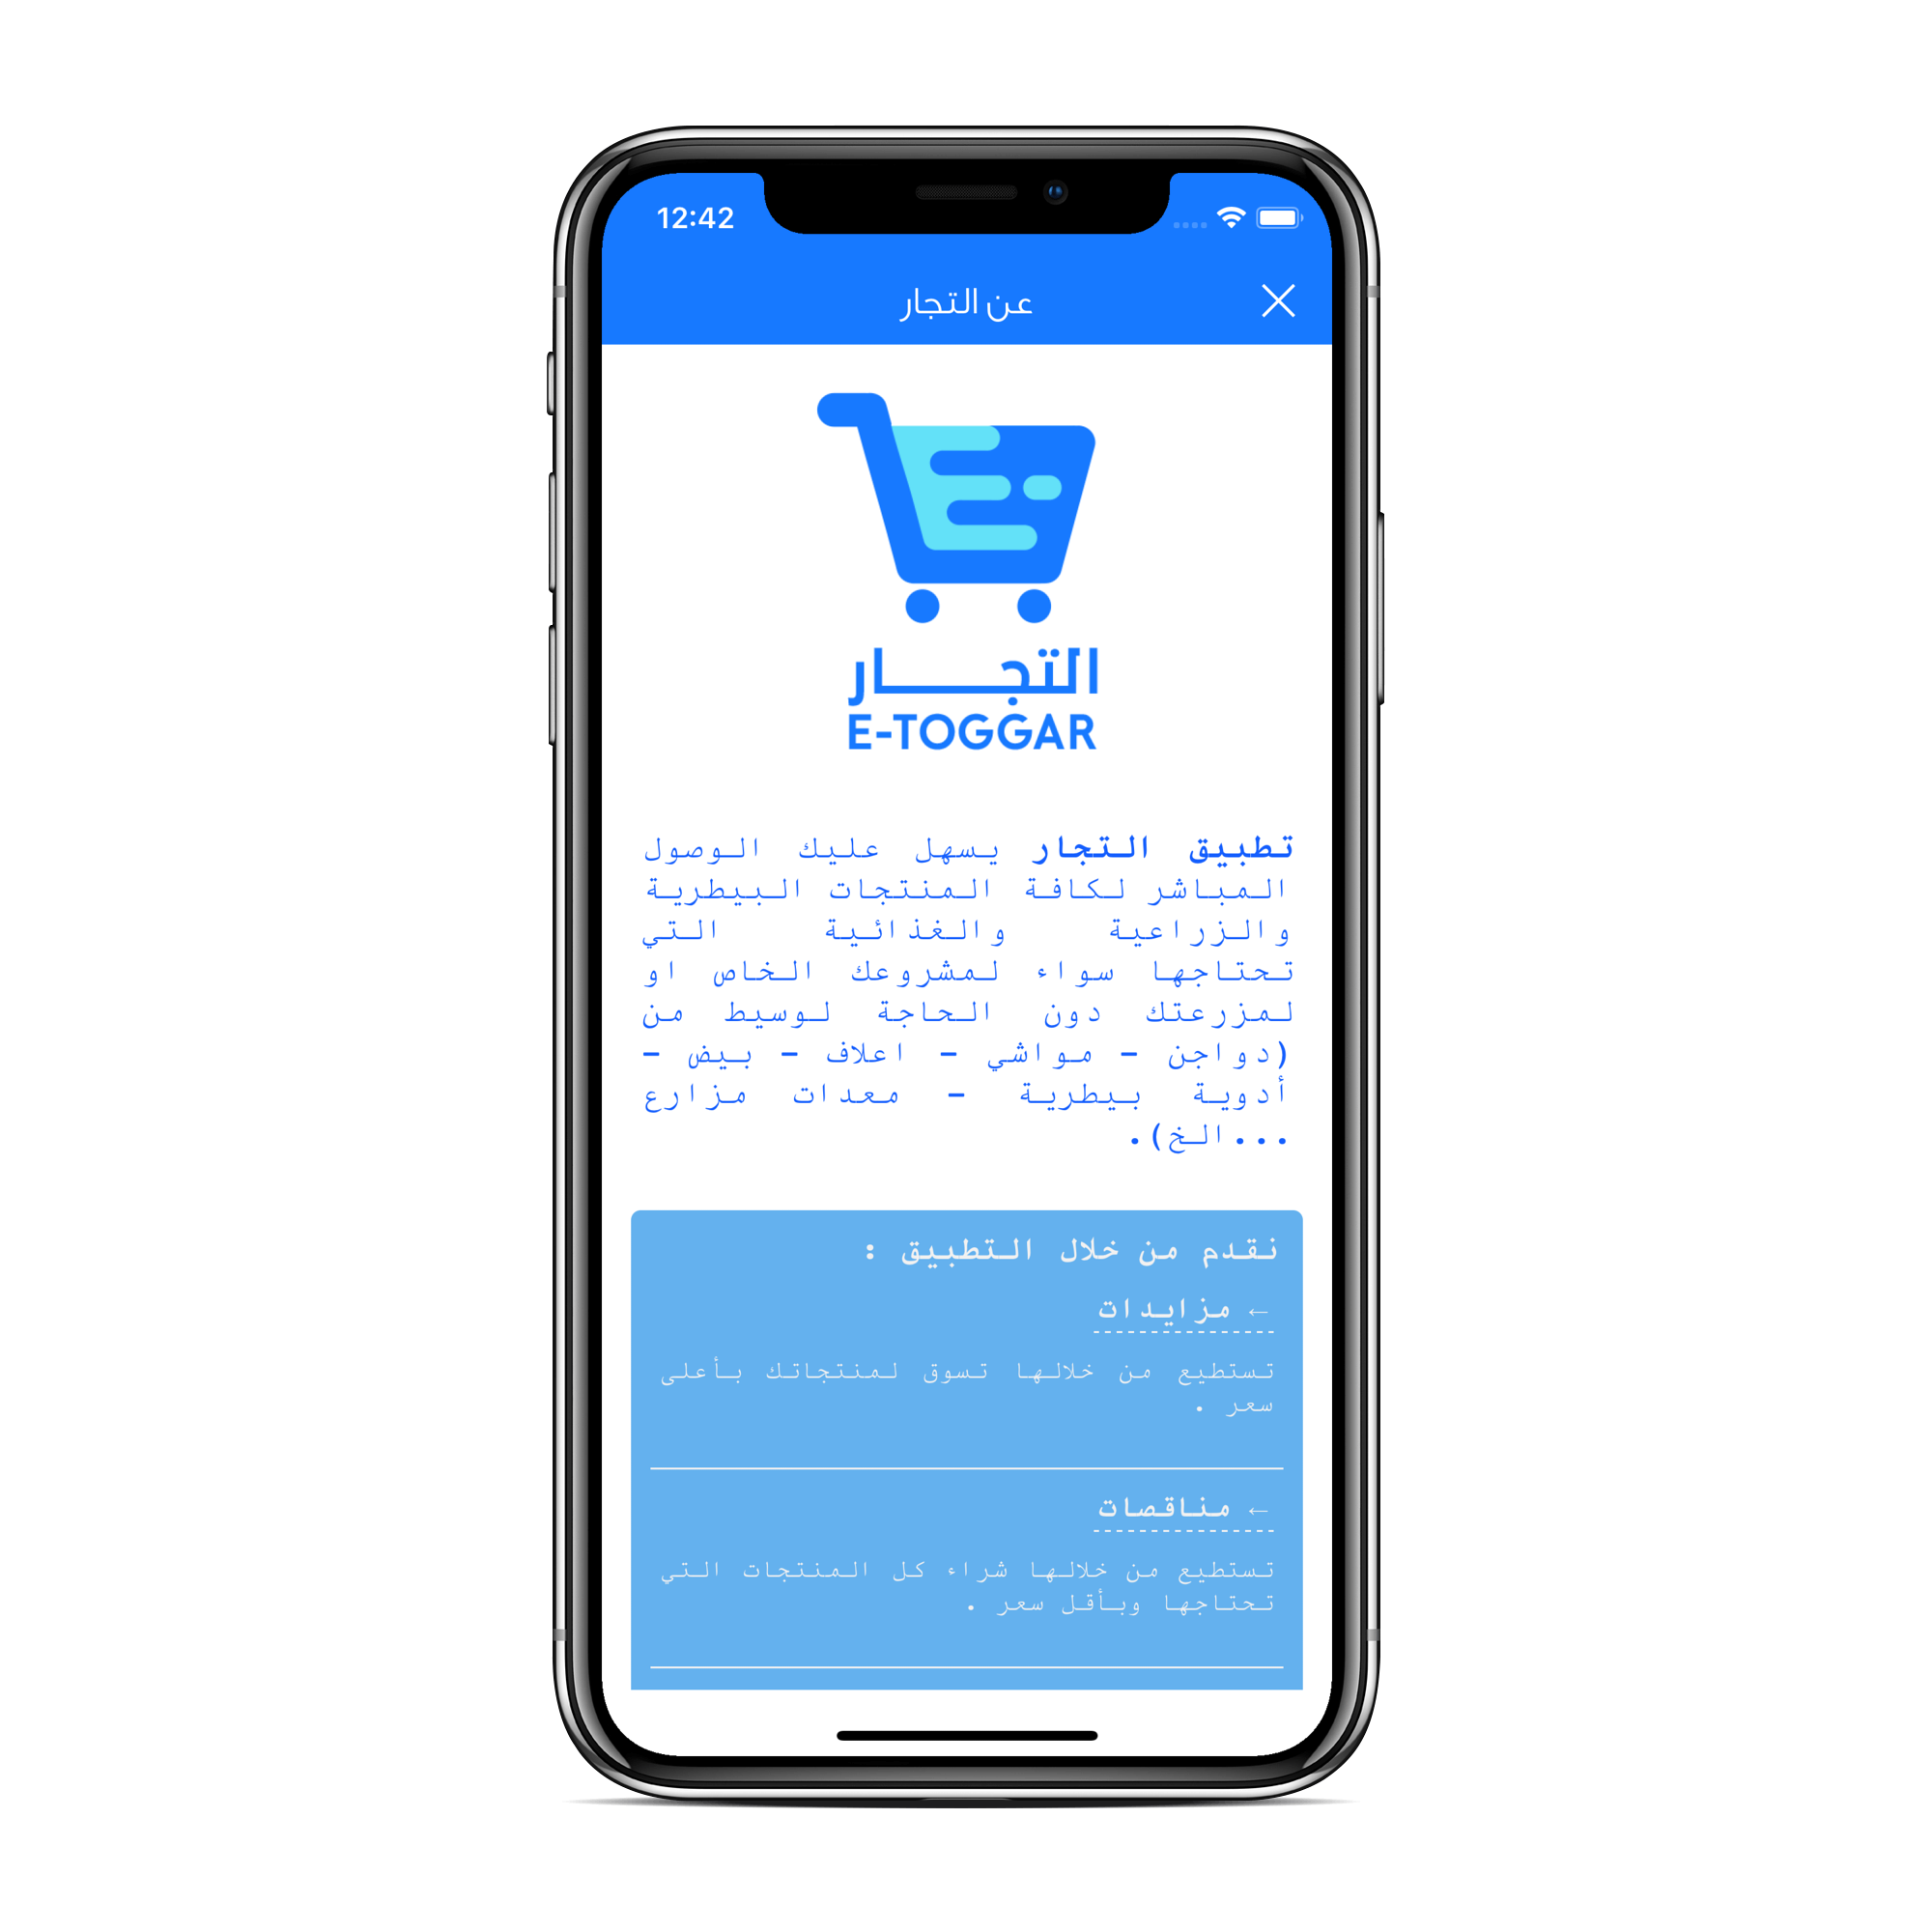 12:42
عن التجار
التجار
E-TOGGAR
تطبيق التجار يسهل عليك الوصول
المباشر لكافة المنتجات البيطرية
والزراعية والغذائية التي
تحتاجها سواء لمشروعك الخاص او
لمزرعتك دون الحاجة لوسيط من
(دواجن - مواشي - اعلاف - بيض -
أدوية بيطرية - معدات مزارع
...الخ).
نقدم من خلال التطبيق :
← مزايدات
تستطيع من خلالها تسوق لمنتجاتك بأعلى
سعر .
← مناقصات
تستطيع من خلالها شراء كل المنتجات التي
تحتاجها وبأقل سعر .